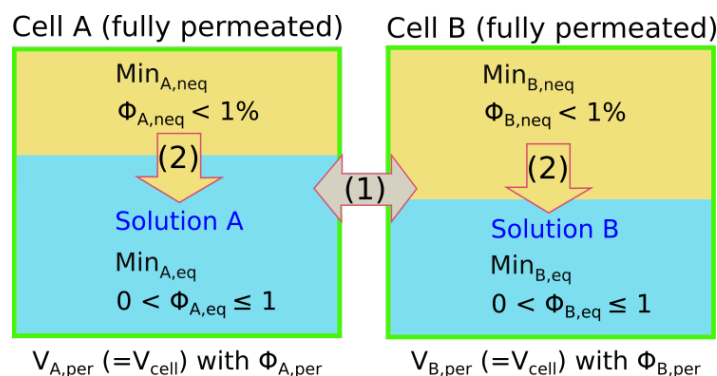 Cell A (fully permeated)
Cell B (fully permeated)
Min_A,neq
Φ_A,neq < 1%
(2)
Solution A
Min_A,eq
0 < Φ_A,eq ≤ 1
(1)
Min_B,neq
Φ_B,neq < 1%
(2)
Solution B
Min_B,eq
0 < Φ_B,eq ≤ 1
V_A,per (=V_cell) with Φ_A,per
V_B,per (=V_cell) with Φ_B,per